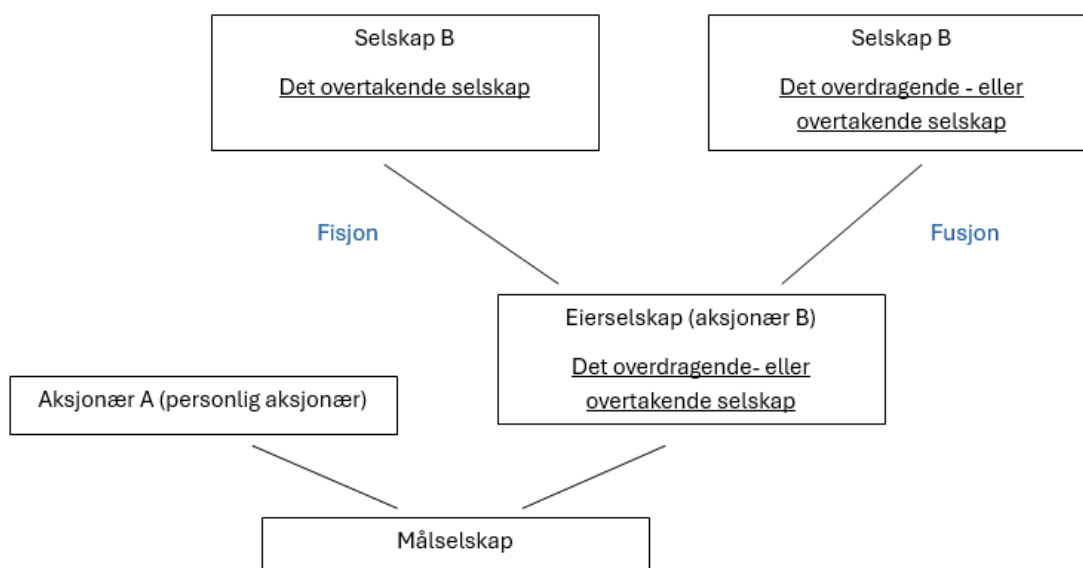 Selskap B
Det overtakende selskap
Selskap B
Det overdragende - eller
overtakende selskap
Fisjon
Fusjon
Eierselskap (aksjonær B)
Det overdragende- eller
overtakende selskap
Aksjonær A (personlig aksjonær)
Målselskap